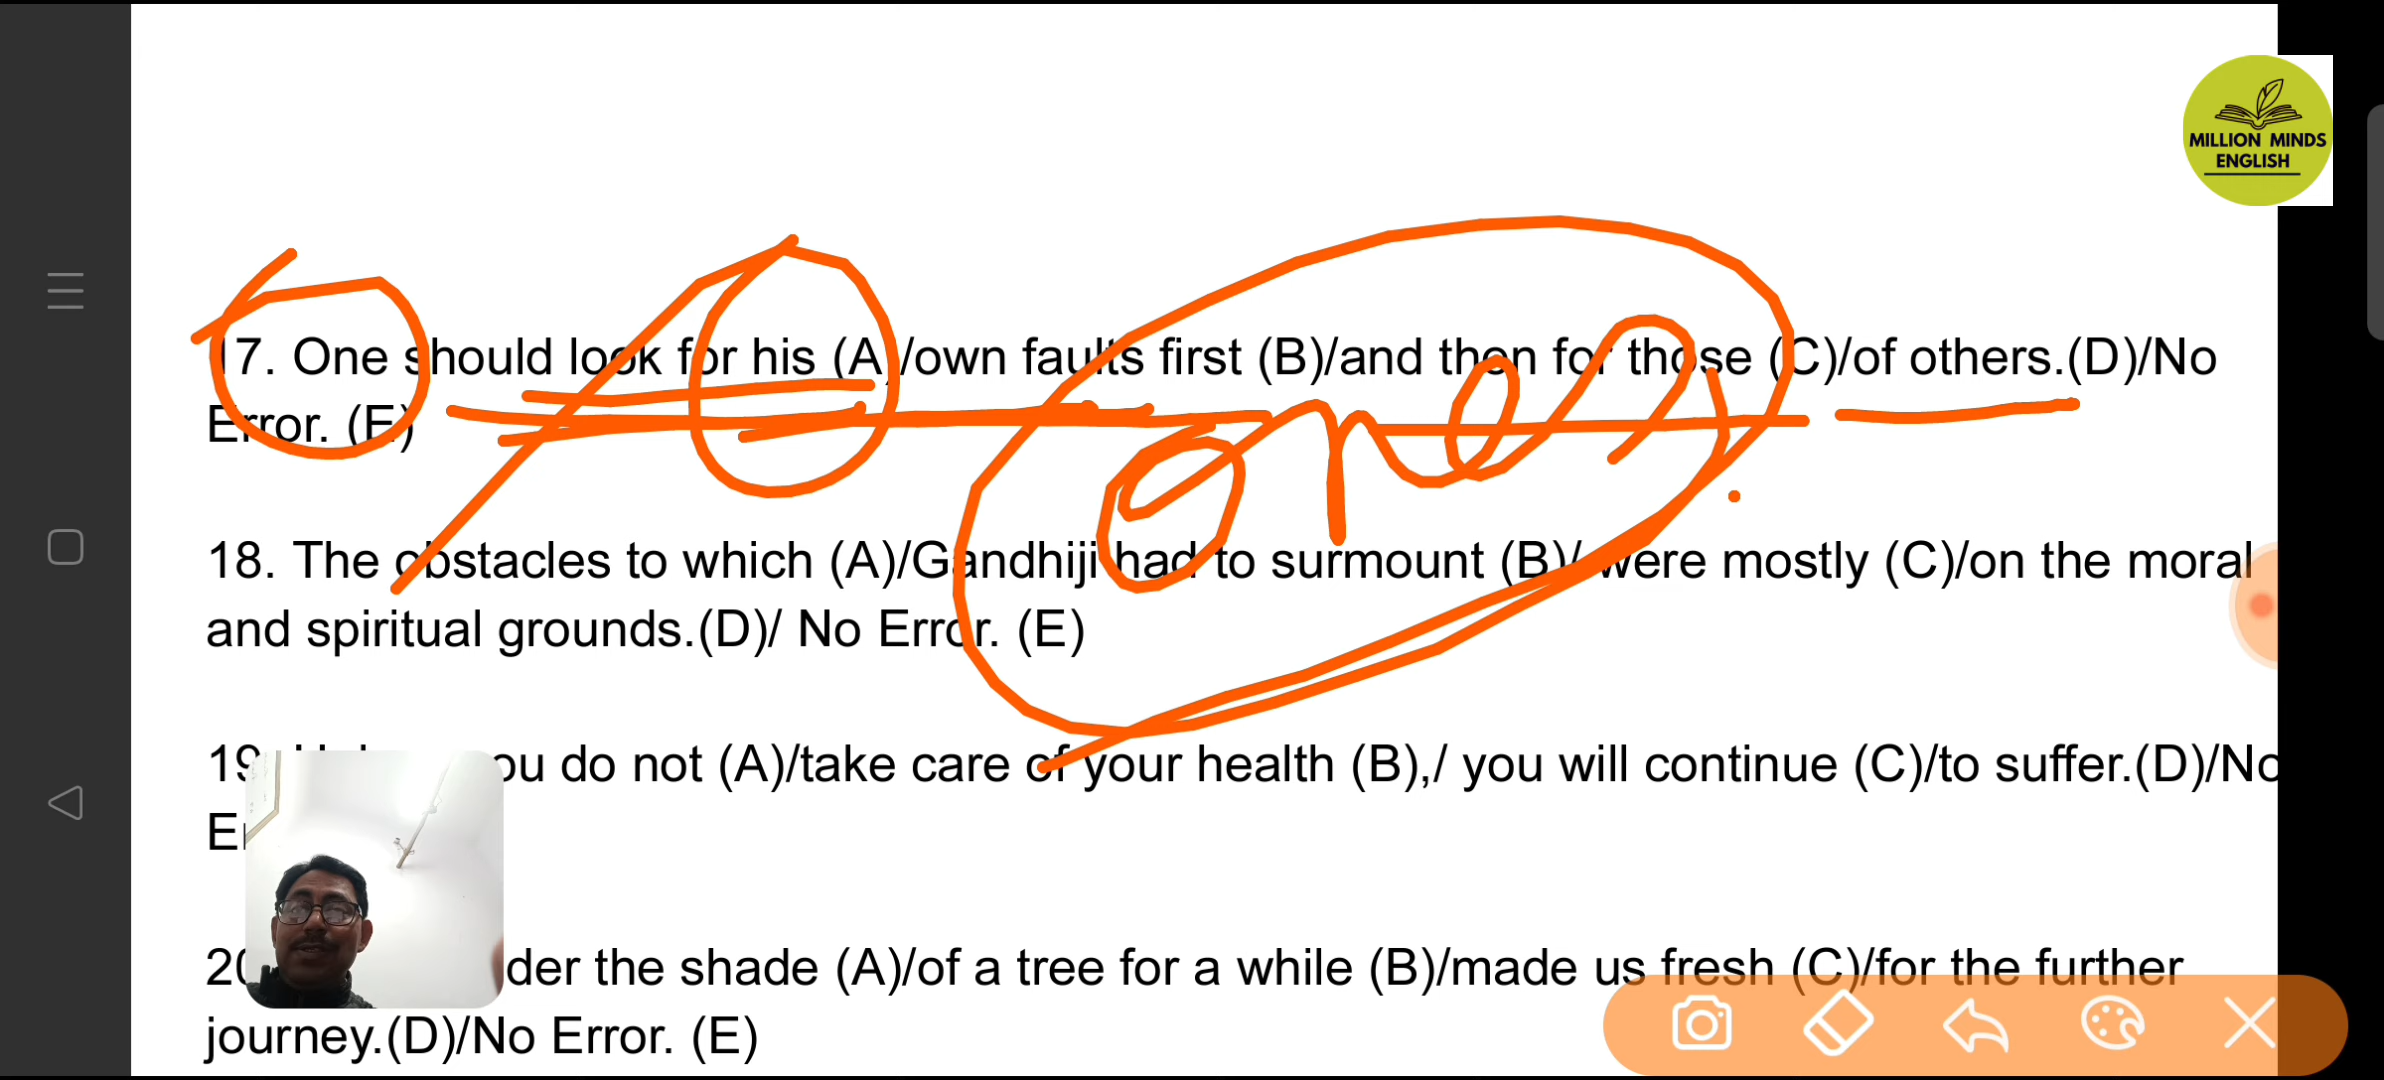 MILLION MINDS
ENGLISH
17. One should look for his (A)/own faults first (B)/and then for those (C)/of others.(D)/No
Error. (E)
one's
18. The obstacles to which (A)/Gandhiji had to surmount (B)/ were mostly (C)/on the moral
and spiritual grounds.(D)/ No Error. (E)
19. you do not (A)/take care of your health (B),/ you will continue (C)/to suffer.(D)/No
20 der the shade (A)/of a tree for a while (B)/made us fresh (C)/for the further
journey.(D)/No Error. (E)